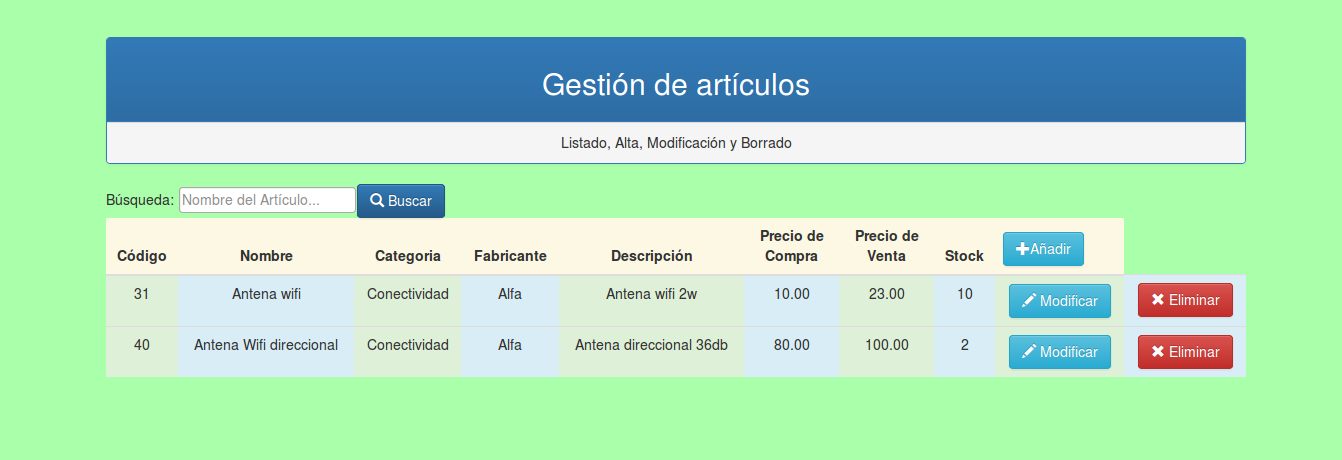 Gestión de artículos
Listado, Alta, Modificación y Borrado
Búsqueda: Nombre del Artículo... Buscar
Código Nombre Categoria Fabricante Descripción Precio de Compra Precio de Venta Stock Añadir
31 Antena wifi Conectividad Alfa Antena wifi 2w 10.00 23.00 10 Modificar Eliminar
40 Antena Wifi direccional Conectividad Alfa Antena direccional 36db 80.00 100.00 2 Modificar Eliminar